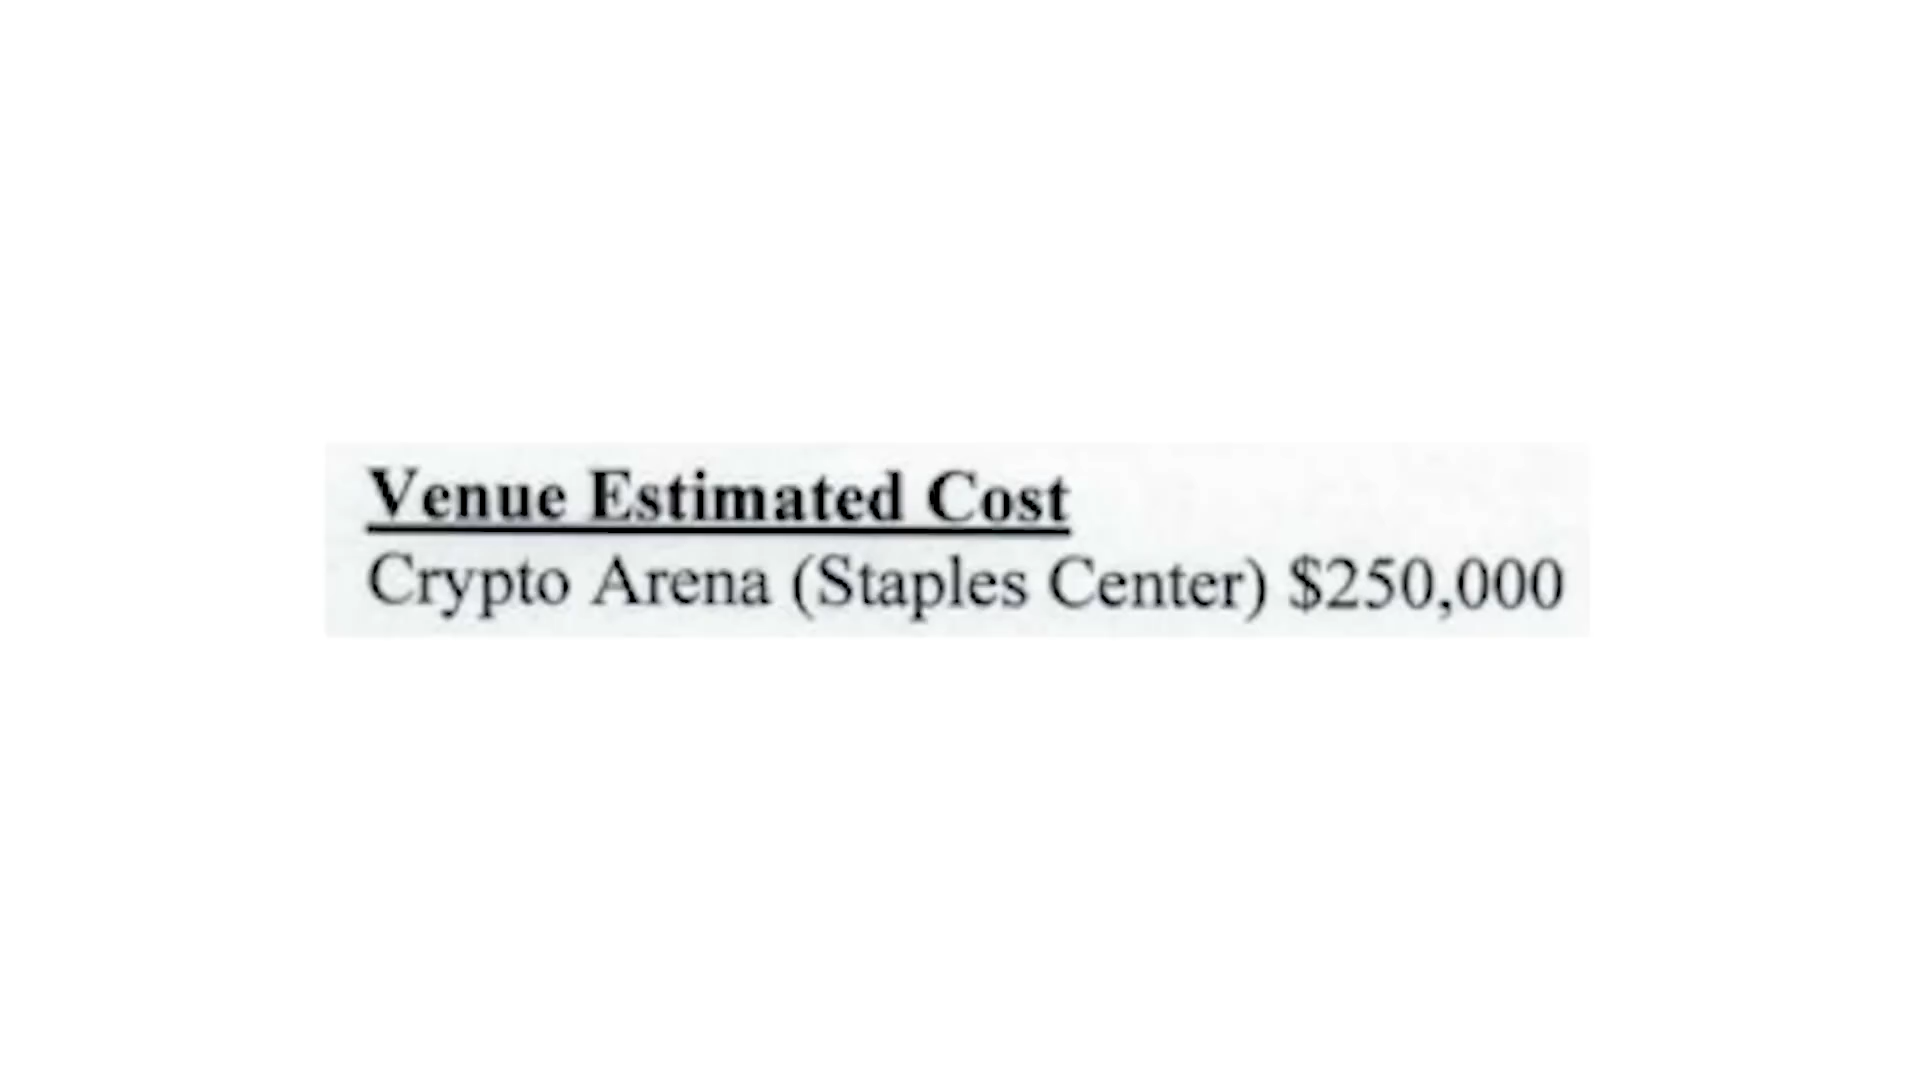 Venue Estimated Cost
Crypto Arena (Staples Center) $250,000